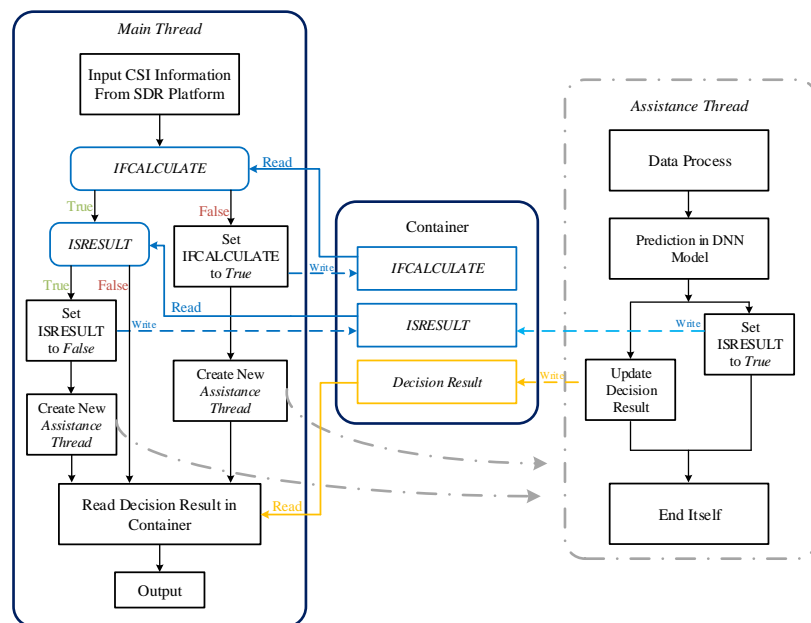 Main Thread
Input CSI Information
From SDR Platform
IFCALCULATE
Read
True
False
ISRESULT
Set
IFCALCULATE
to True
Write
Read
True
False
Set
ISRESULT
to False
Write
Create New
Assistance
Thread
Create New
Assistance
Thread
Read Decision Result in
Container
Read
Output
Container
IFCALCULATE
ISRESULT
Decision Result
Assistance Thread
Data Process
Prediction in DNN
Model
Write
Set
ISRESULT
to True
Write
Update
Decision
Result
End Itself